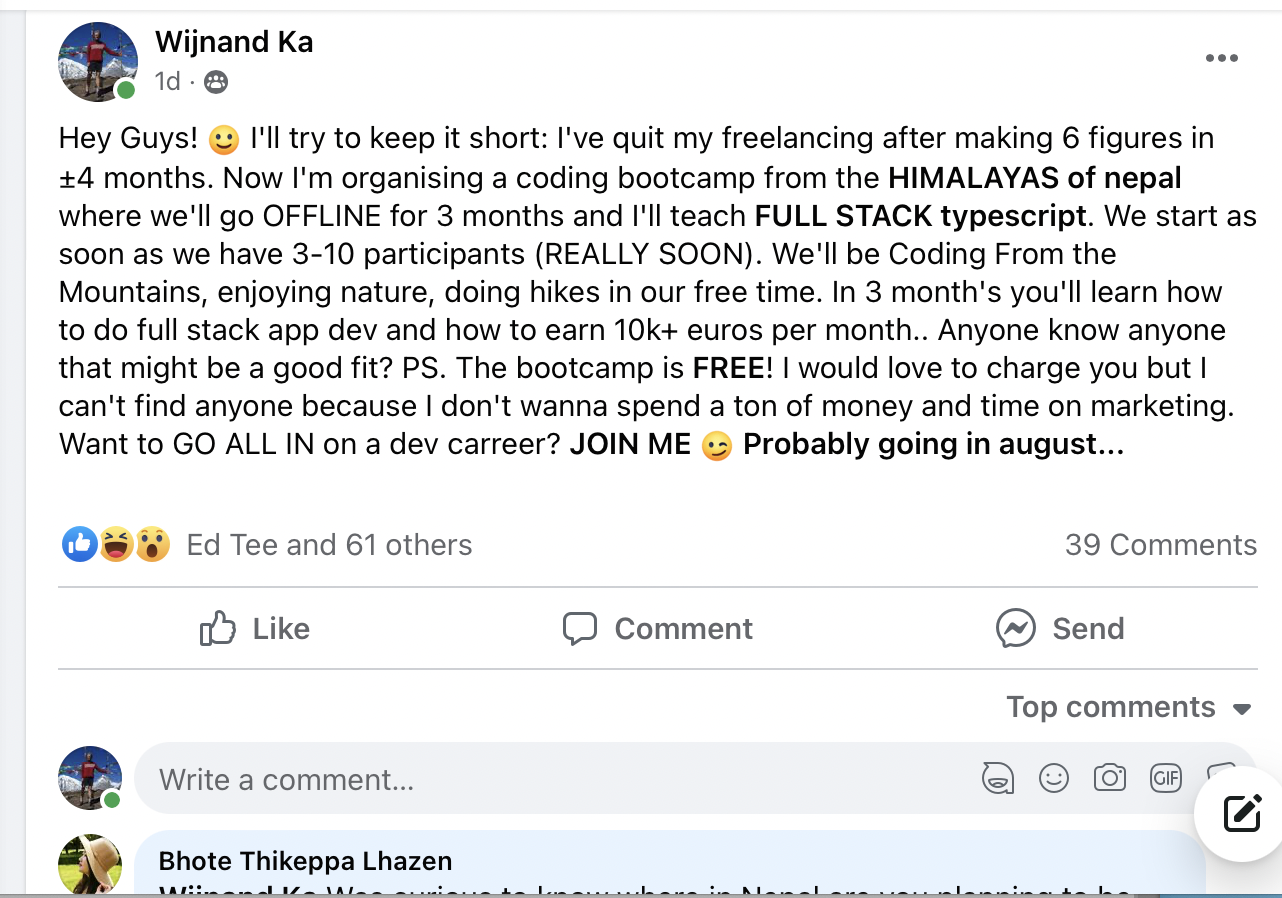 Wijnand Ka
1d ·
Hey Guys! 🙂 I'll try to keep it short: I've quit my freelancing after making 6 figures in
±4 months. Now I'm organising a coding bootcamp from the HIMALAYAS of nepal
where we'll go OFFLINE for 3 months and I'll teach FULL STACK typescript. We start as
soon as we have 3-10 participants (REALLY SOON). We'll be Coding From the
Mountains, enjoying nature, doing hikes in our free time. In 3 month's you'll learn how
to do full stack app dev and how to earn 10k+ euros per month.. Anyone know anyone
that might be a good fit? PS. The bootcamp is FREE! I would love to charge you but I
can't find anyone because I don't wanna spend a ton of money and time on marketing.
Want to GO ALL IN on a dev carreer? JOIN ME 😉 Probably going in august...
Ed Tee and 61 others
39 Comments
Like
Comment
Send
Top comments
Write a comment...
GIF
Bhote Thikeppa Lhazen
Wijnand Ka Was curious to know where in Nepal are you planning to be